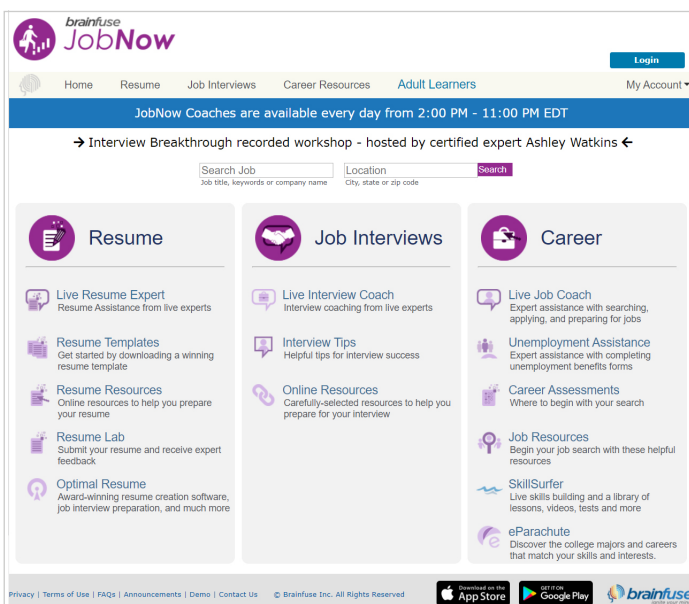 brainfuse
JobNow
Login
Home Resume Job Interviews Career Resources Adult Learners My Account
JobNow Coaches are available every day from 2:00 PM - 11:00 PM EDT
→ Interview Breakthrough recorded workshop - hosted by certified expert Ashley Watkins ←
Search Job Location Search
Job title, keywords or company name City, state or zip code
Resume
Live Resume Expert
Resume Assistance from live experts
Resume Templates
Get started by downloading a winning
resume template
Resume Resources
Online resources to help you prepare
your resume
Resume Lab
Submit your resume and receive expert
feedback
Optimal Resume
Award-winning resume creation software,
job interview preparation, and much more
Job Interviews
Live Interview Coach
Interview coaching from live experts
Interview Tips
Helpful tips for interview success
Online Resources
Carefully-selected resources to help you
prepare for your interview
Career
Live Job Coach
Expert assistance with searching,
applying, and preparing for jobs
Unemployment Assistance
Expert assistance with completing
unemployment benefits forms
Career Assessments
Where to begin with your search
Job Resources
Begin your job search with these helpful
resources
SkillSurfer
Live skills building and a library of
lessons, videos, tests and more
eParachute
Discover the college majors and careers
that match your skills and interests.
Privacy | Terms of Use | FAQs | Announcements | Demo | Contact Us © Brainfuse Inc. All Rights Reserved
Download on the
App Store
GET IT ON
Google Play
brainfuse